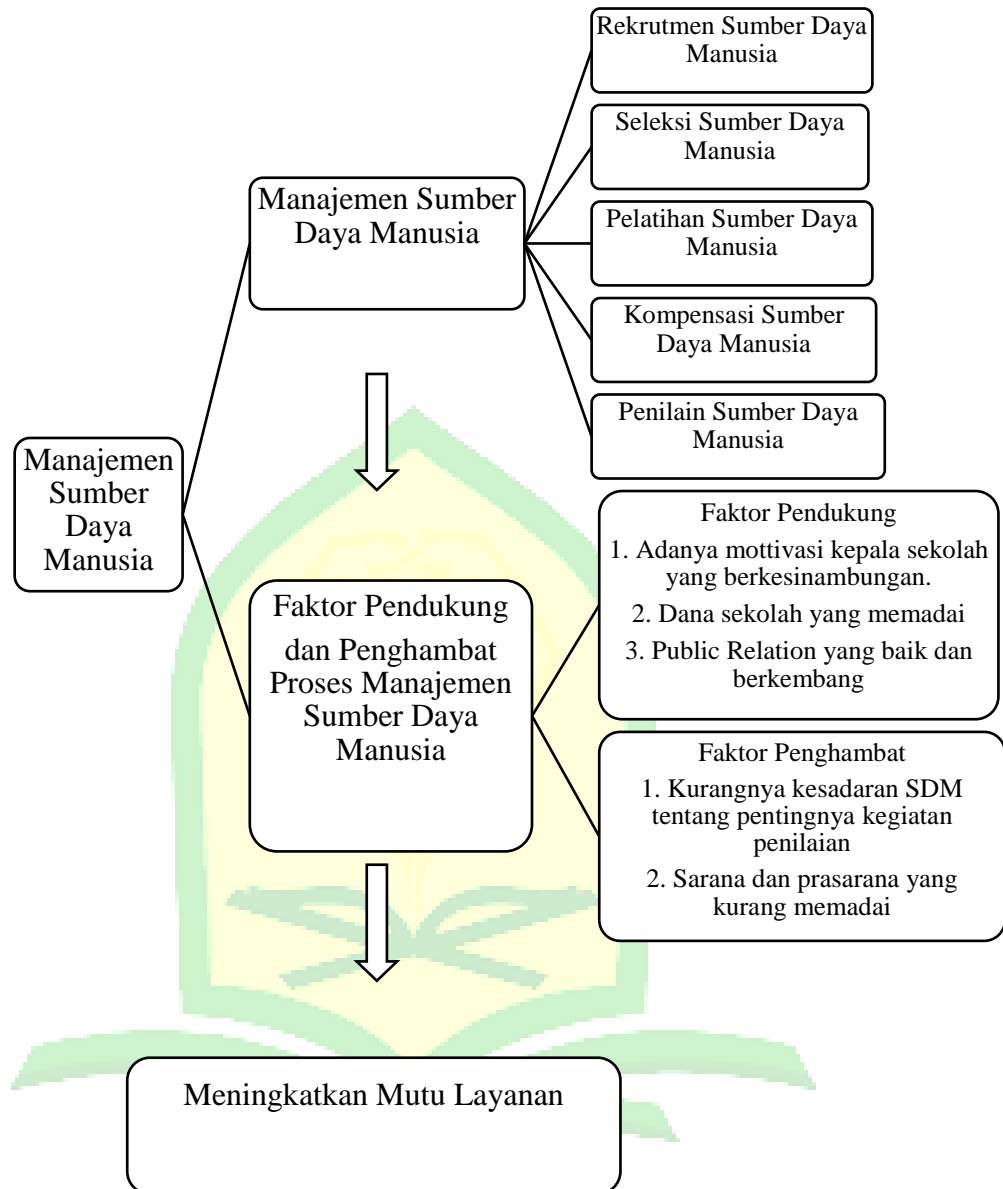 Rekrutmen Sumber Daya
Manusia
Seleksi Sumber Daya
Manusia
Manajemen Sumber
Daya Manusia
Pelatihan Sumber Daya
Manusia
Kompensasi Sumber
Daya Manusia
Penilain Sumber Daya
Manusia
Manajemen
Sumber
Daya
Manusia
Faktor Pendukung
dan Penghambat
Proses Manajemen
Sumber Daya
Manusia
Faktor Pendukung
1. Adanya mottivasi kepala sekolah
yang berkesinambungan.
2. Dana sekolah yang memadai
3. Public Relation yang baik dan
berkembang
Faktor Penghambat
1. Kurangnya kesadaran SDM
tentang pentingnya kegiatan
penilaian
2. Sarana dan prasarana yang
kurang memadai
Meningkatkan Mutu Layanan